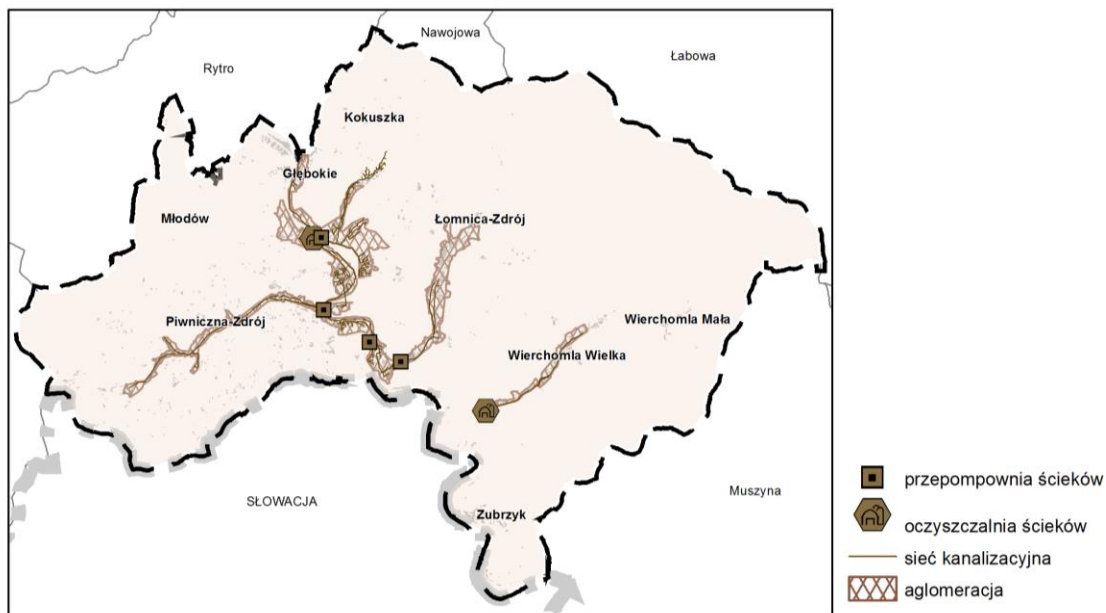 Nawojowa
Łabowa
Rytro
Kokuszka
Głębokie
Młodów
Łomnica-Zdrój
Piwniczna-Zdrój
Wierchomla Mała
Wierchomla Wielka
SŁOWACJA
Muszyna
Zubrzyk
przepompownia ścieków
oczyszczalnia ścieków
sieć kanalizacyjna
aglomeracja